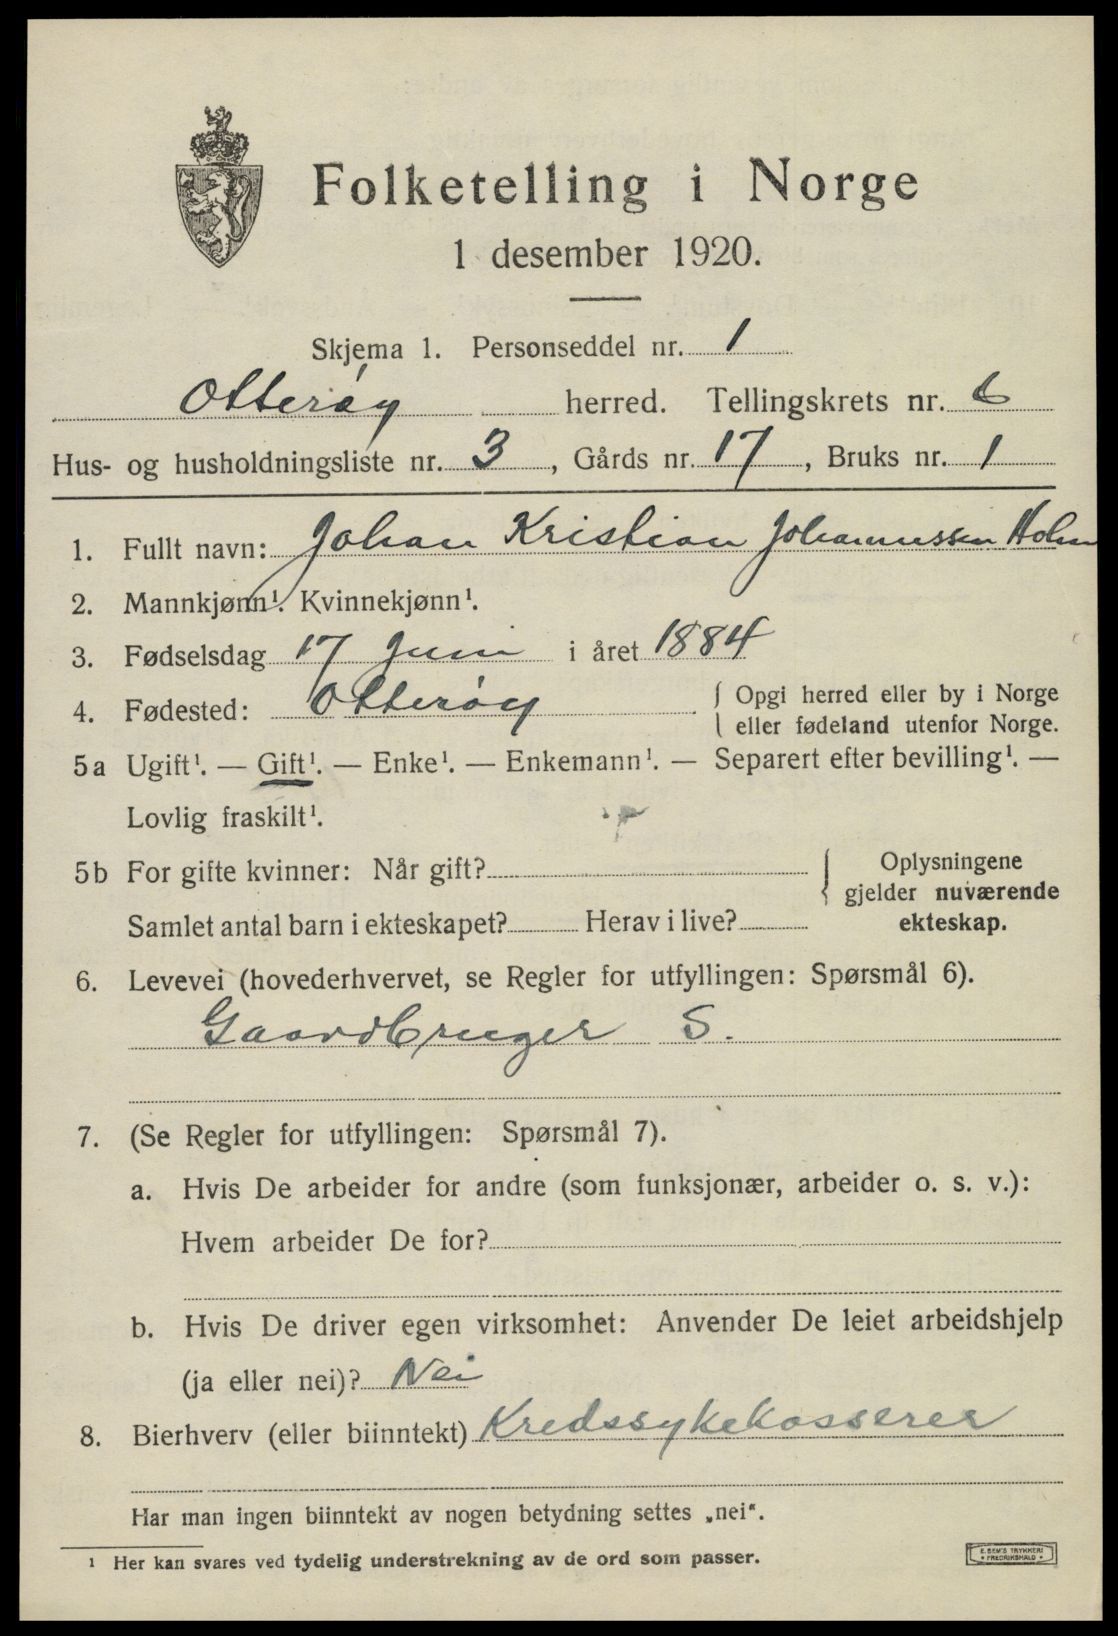 Folketelling i Norge
1 desember 1920.
Skjema 1. Personseddel nr. 1
Otterøy herred. Tellingskrets nr. 6
Hus- og husholdningsliste nr. 3, Gårds nr. 17, Bruks nr. 1
1. Fullt navn: Johan Kristian Johannessen Holm
2. Mannkjønn¹. Kvinnekjønn¹.
3. Fødselsdag 17 Juni i året 1884
4. Fødested: Otterøy { Opgi herred eller by i Norge
eller fødeland utenfor Norge.
5a Ugift¹. — Gift¹. — Enke¹. — Enkemann¹. — Separert efter bevilling¹. —
Lovlig fraskilt¹.
5b For gifte kvinner: Når gift? { Oplysningene
gjelder nuværende
Samlet antal barn i ekteskapet? Herav i live? ekteskap.
6. Levevei (hovederhvervet, se Regler for utfyllingen: Spørsmål 6).
Gaardbruger S.
7. (Se Regler for utfyllingen: Spørsmål 7).
a. Hvis De arbeider for andre (som funksjonær, arbeider o. s. v.):
Hvem arbeider De for?
b. Hvis De driver egen virksomhet: Anvender De leiet arbeidshjelp
(ja eller nei)? Nei
8. Bierhverv (eller biinntekt) Kredssykekasserer
Har man ingen biinntekt av nogen betydning settes „nei“.
¹ Her kan svares ved tydelig understrekning av de ord som passer.
E. SEM'S TRYKKERI
• FREDRIKSHALD •